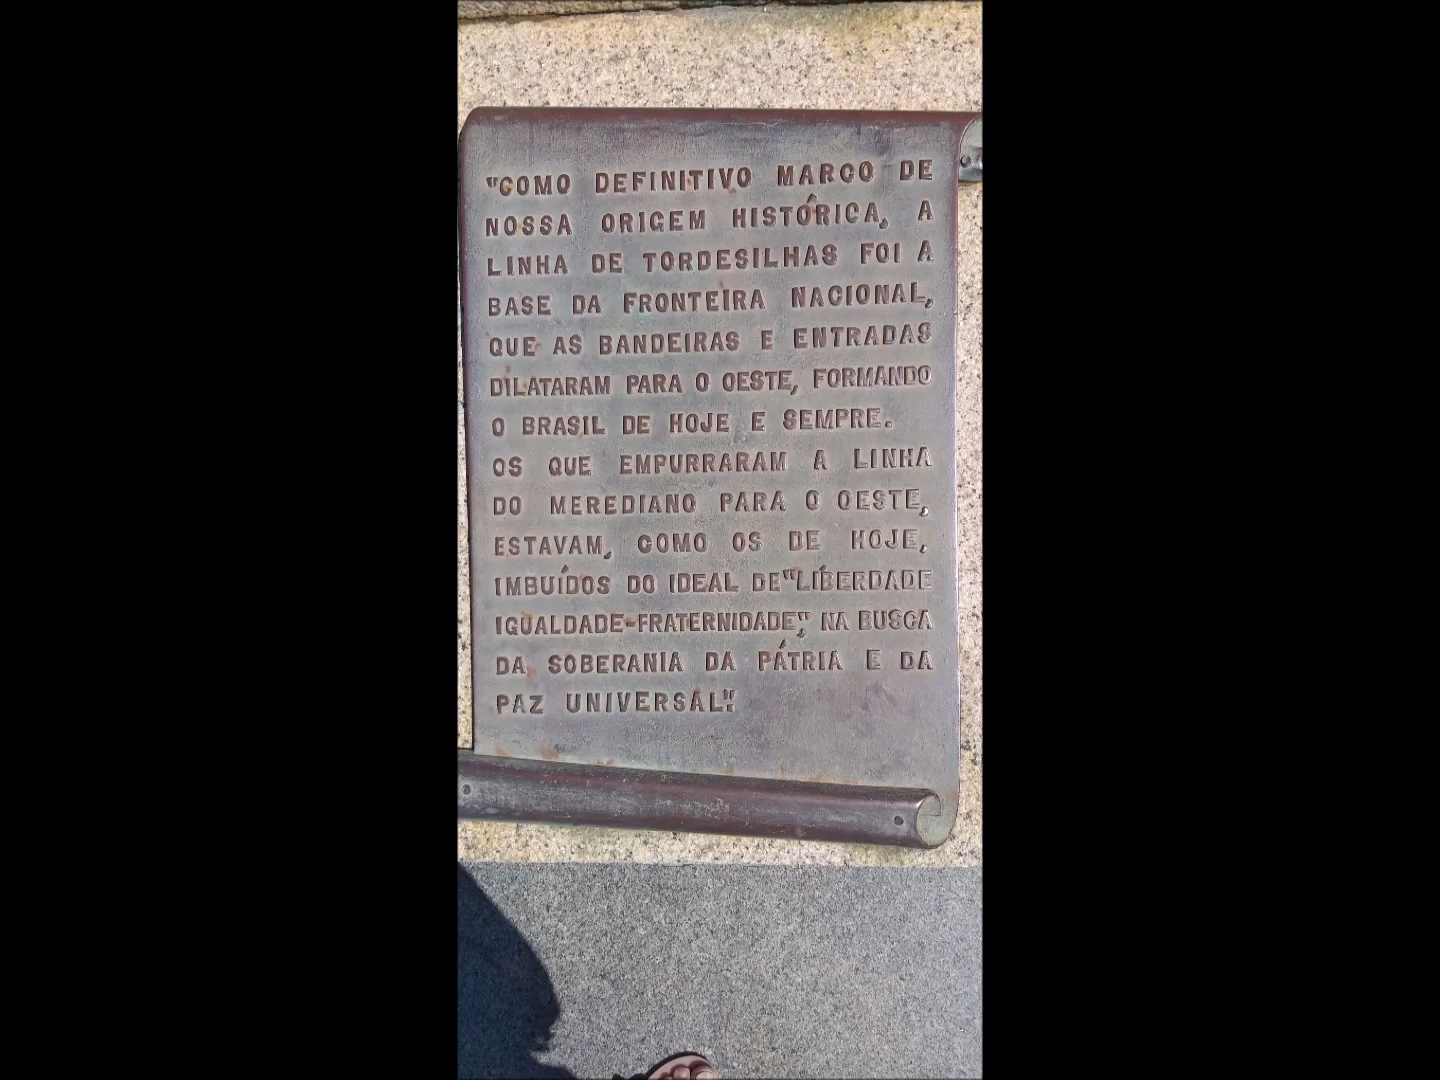 "COMO DEFINITIVO MARCO DE
NOSSA ORIGEM HISTÓRICA, A
LINHA DE TORDESILHAS FOI A
BASE DA FRONTEIRA NACIONAL,
QUE AS BANDEIRAS E ENTRADAS
DILATARAM PARA O OESTE, FORMANDO
O BRASIL DE HOJE E SEMPRE.
OS QUE EMPURRARAM A LINHA
DO MEREDIANO PARA O OESTE,
ESTAVAM, COMO OS DE HOJE,
IMBUÍDOS DO IDEAL DE "LIBERDADE
IGUALDADE-FRATERNIDADE", NA BUSCA
DA SOBERANIA DA PÁTRIA E DA
PAZ UNIVERSAL".